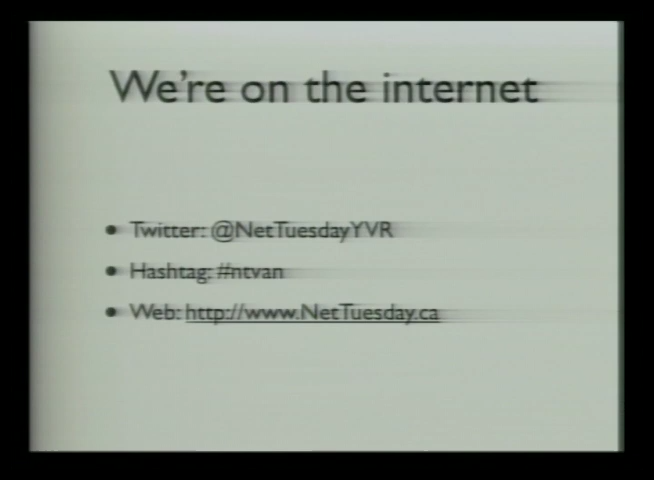 We're on the internet
• Twitter: @NetTuesdayYVR
• Hashtag: #ntvan
• Web: http://www.NetTuesday.ca